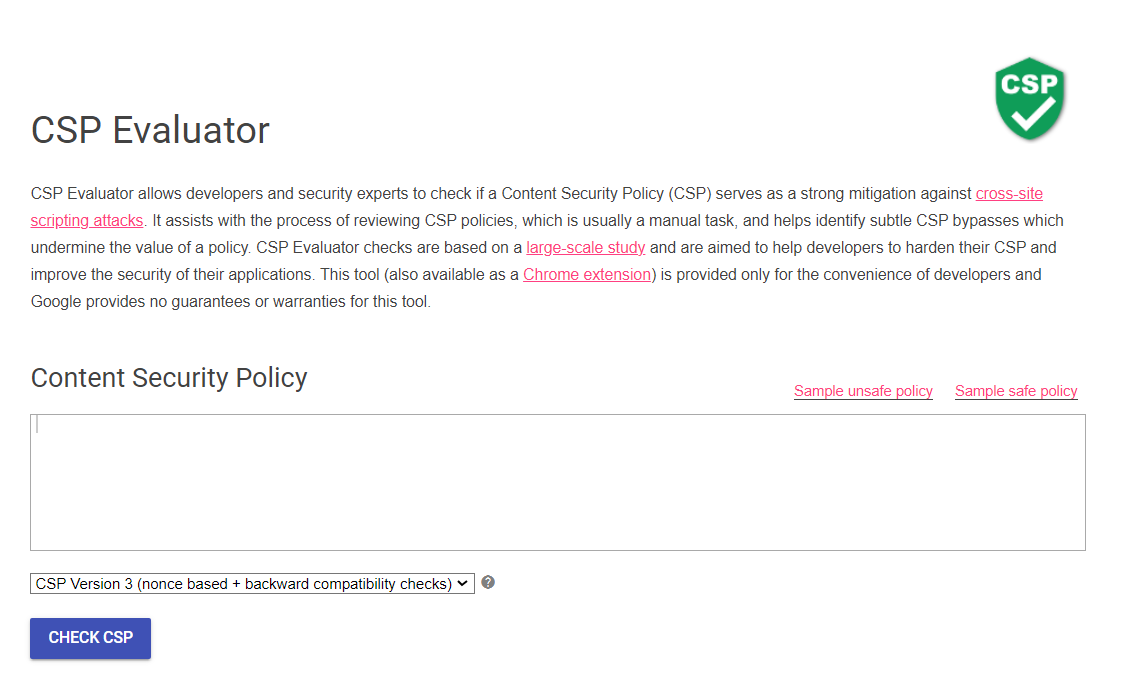 CSP
CSP Evaluator
CSP Evaluator allows developers and security experts to check if a Content Security Policy (CSP) serves as a strong mitigation against cross-site
scripting attacks. It assists with the process of reviewing CSP policies, which is usually a manual task, and helps identify subtle CSP bypasses which
undermine the value of a policy. CSP Evaluator checks are based on a large-scale study and are aimed to help developers to harden their CSP and
improve the security of their applications. This tool (also available as a Chrome extension) is provided only for the convenience of developers and
Google provides no guarantees or warranties for this tool.
Content Security Policy
Sample unsafe policy Sample safe policy
CSP Version 3 (nonce based + backward compatibility checks) ?
CHECK CSP